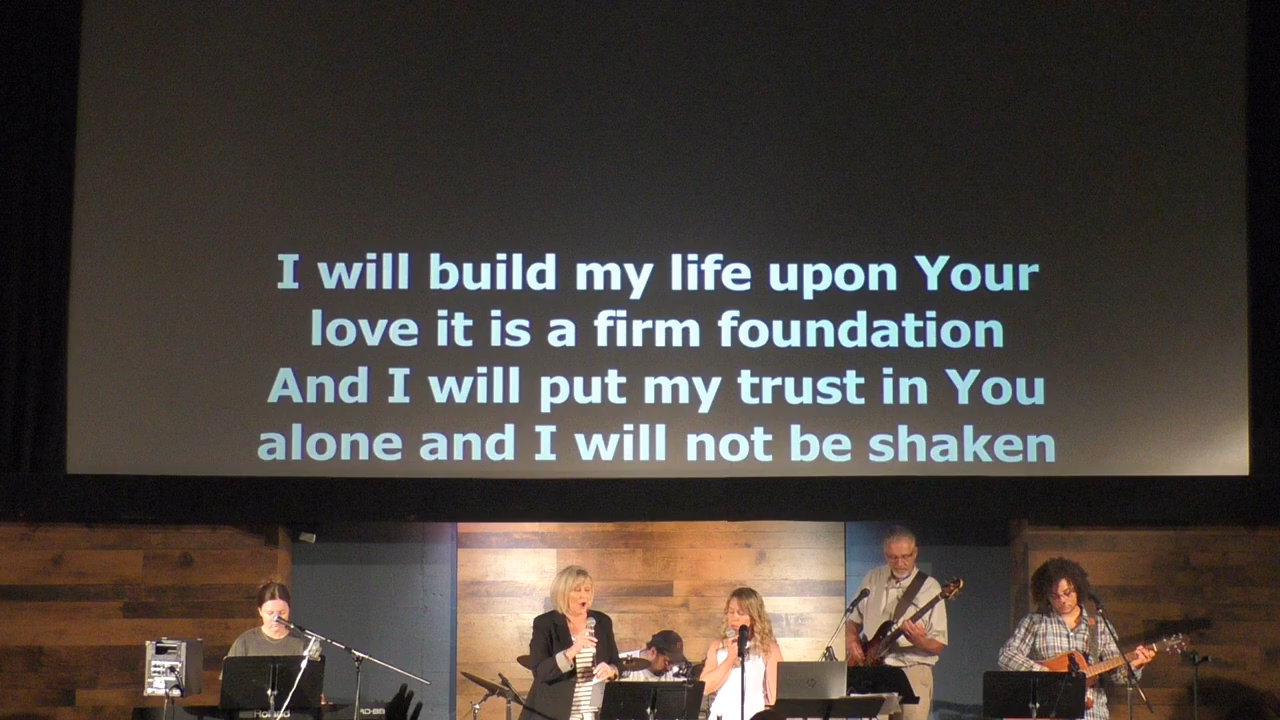 I will build my life upon Your
love it is a firm foundation
And I will put my trust in You
alone and I will not be shaken